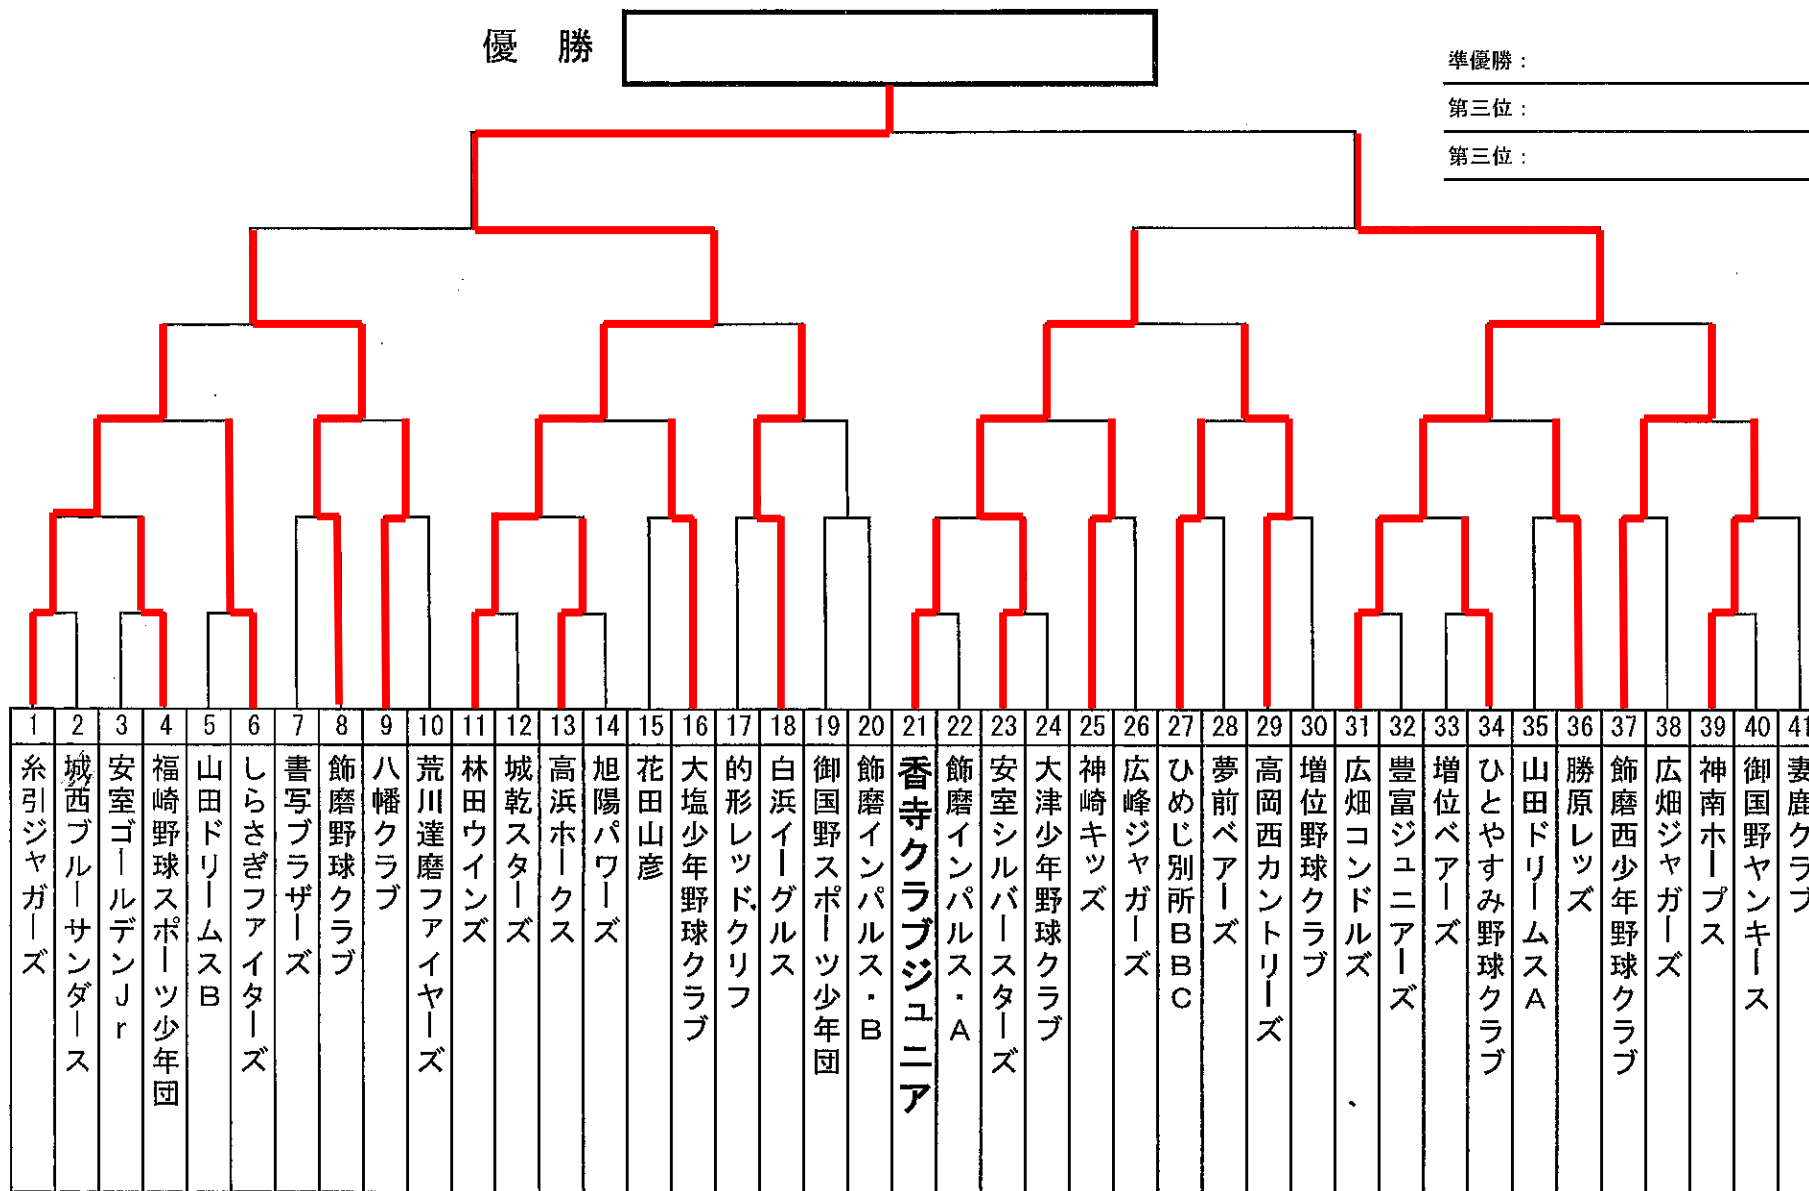 優 勝
準優勝：
第三位：
第三位：
1 2 3 4 5 6 7 8 9 10 11 12 13 14 15 16 17 18 19 20 21 22 23 24 25 26 27 28 29 30 31 32 33 34 35 36 37 38 39 40 41
糸引ジャガーズ
城西ブルーサンダース
安室ゴールデンJr
福崎野球スポーツ少年団
山田ドリームスB
しらさぎファイターズ
書写ブラザーズ
飾磨野球クラブ
八幡クラブ
荒川達磨ファイヤーズ
林田ウインズ
城乾スターズ
高浜ホークス
旭陽パワーズ
花田山彦
大塩少年野球クラブ
的形レッドクリフ
白浜イーグルス
御国野スポーツ少年団
飾磨インパルス・B
香寺クラブジュニア
飾磨インパルス・A
安室シルバースターズ
大津少年野球クラブ
神崎キッズ
広峰ジャガーズ
ひめじ別所BBC
夢前ベアーズ
高岡西カントリーズ
増位野球クラブ
広畑コンドルズ
豊富ジュニアーズ
増位ベアーズ
ひとやすみ野球クラブ
山田ドリームスA
勝原レッズ
飾磨西少年野球クラブ
広畑ジャガーズ
神南ホープス
御国野ヤンキース
妻鹿クラブ